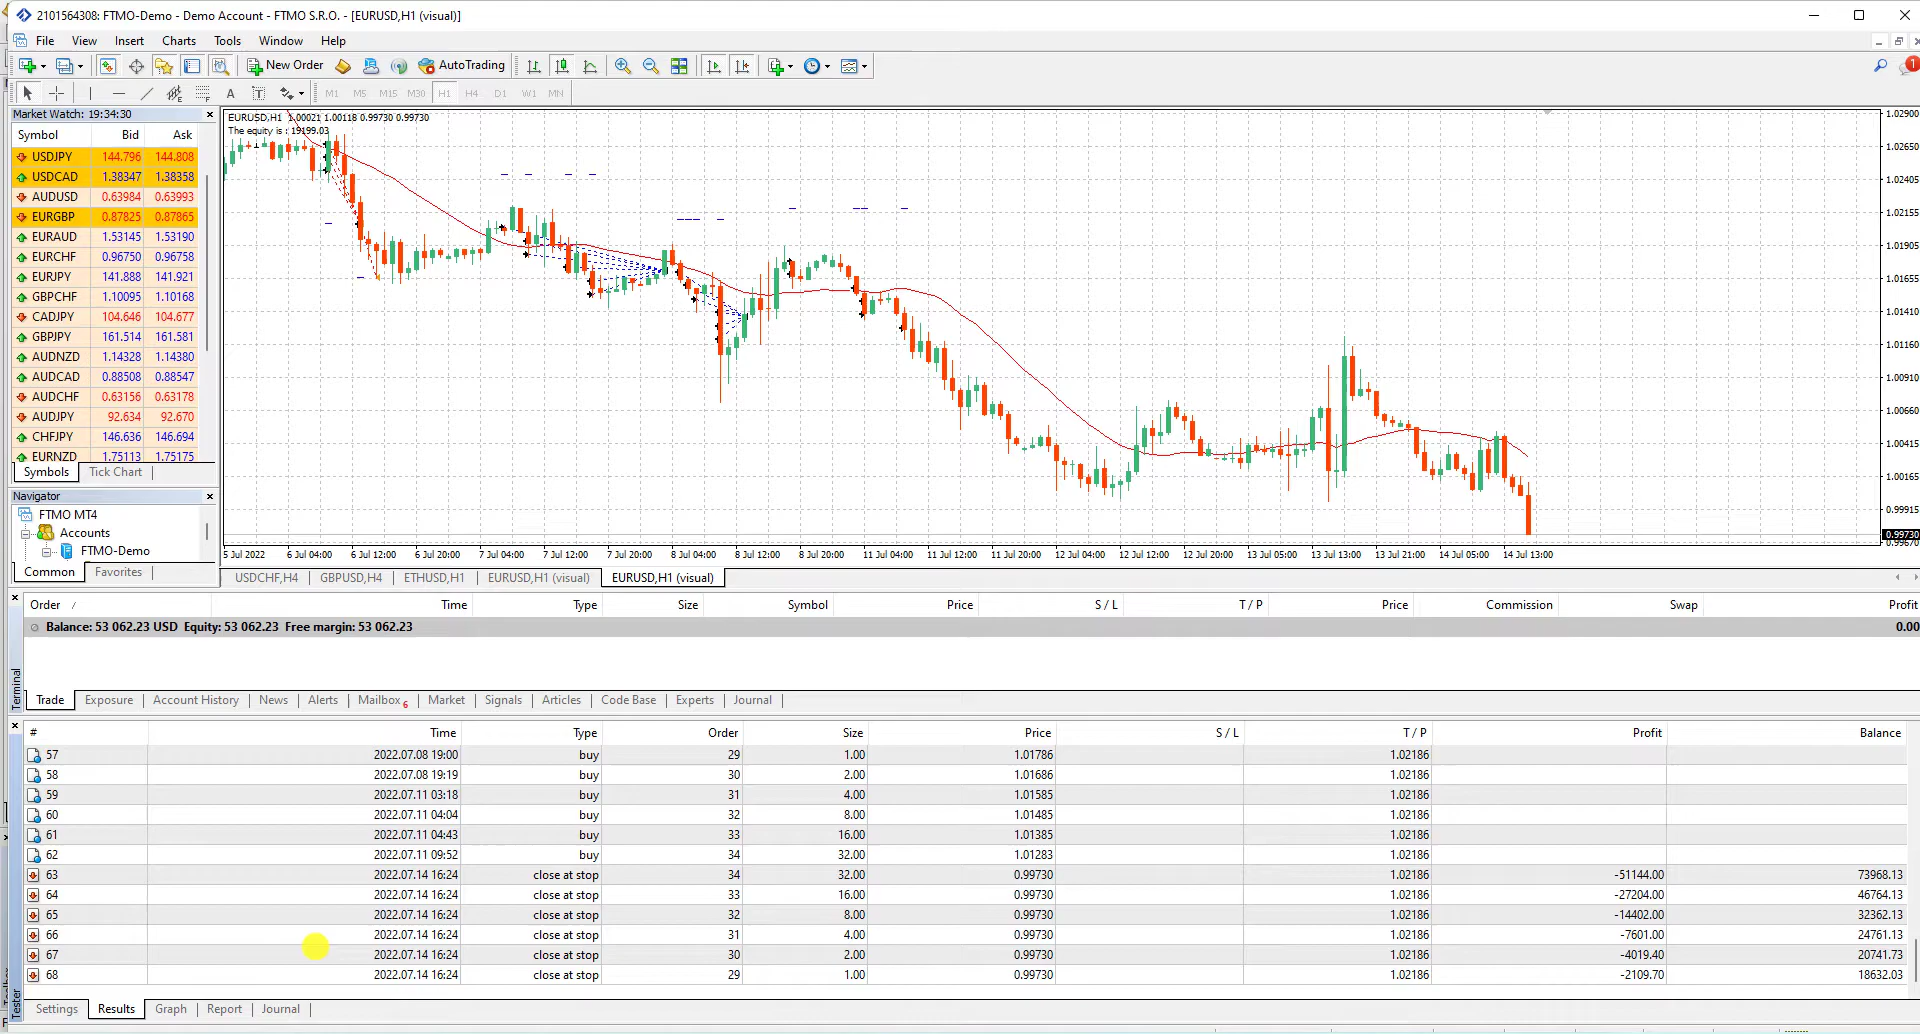 2101564308: FTMO-Demo - Demo Account - FTMO S.R.O. - [EURUSD,H1 (visual)]
File View Insert Charts Tools Window Help
New Order AutoTrading 1
A T M1 M5 M15 M30 H1 H4 D1 W1 MN
Market Watch: 19:34:30
Symbol Bid Ask
USDJPY 144.796 144.808
USDCAD 1.38347 1.38358
AUDUSD 0.63984 0.63993
EURGBP 0.87825 0.87865
EURAUD 1.53145 1.53190
EURCHF 0.96750 0.96758
EURJPY 141.888 141.921
GBPCHF 1.10095 1.10168
CADJPY 104.646 104.677
GBPJPY 161.514 161.581
AUDNZD 1.14328 1.14380
AUDCAD 0.88508 0.88547
AUDCHF 0.63156 0.63178
AUDJPY 92.634 92.670
CHFJPY 146.636 146.694
EURNZD 1.75113 1.75175
Symbols Tick Chart
Navigator
FTMO MT4
Accounts
FTMO-Demo
Common Favorites
EURUSD,H1 1.00021 1.00118 0.99730 0.99730
The equity is : 19199.03
1.02900
1.02650
1.02405
1.02155
1.01905
1.01655
1.01410
1.01160
1.00910
1.00660
1.00415
1.00165
0.99915
0.99730
0.99670
5 Jul 2022 6 Jul 04:00 6 Jul 12:00 6 Jul 20:00 7 Jul 04:00 7 Jul 12:00 7 Jul 20:00 8 Jul 04:00 8 Jul 12:00 8 Jul 20:00 11 Jul 04:00 11 Jul 12:00 11 Jul 20:00 12 Jul 04:00 12 Jul 12:00 12 Jul 20:00 13 Jul 05:00 13 Jul 13:00 13 Jul 21:00 14 Jul 05:00 14 Jul 13:00
USDCHF,H4 GBPUSD,H4 ETHUSD,H1 EURUSD,H1 (visual) EURUSD,H1 (visual)
Order / Time Type Size Symbol Price S / L T / P Price Commission Swap Profit
Balance: 53 062.23 USD Equity: 53 062.23 Free margin: 53 062.23 0.00
Terminal
Trade Exposure Account History News Alerts Mailbox 6 Market Signals Articles Code Base Experts Journal
# Time Type Order Size Price S / L T / P Profit Balance
57 2022.07.08 19:00 buy 29 1.00 1.01786 1.02186
58 2022.07.08 19:19 buy 30 2.00 1.01686 1.02186
59 2022.07.11 03:18 buy 31 4.00 1.01585 1.02186
60 2022.07.11 04:04 buy 32 8.00 1.01485 1.02186
61 2022.07.11 04:43 buy 33 16.00 1.01385 1.02186
62 2022.07.11 09:52 buy 34 32.00 1.01283 1.02186
63 2022.07.14 16:24 close at stop 34 32.00 0.99730 1.02186 -51144.00 73968.13
64 2022.07.14 16:24 close at stop 33 16.00 0.99730 1.02186 -27204.00 46764.13
65 2022.07.14 16:24 close at stop 32 8.00 0.99730 1.02186 -14402.00 32362.13
66 2022.07.14 16:24 close at stop 31 4.00 0.99730 1.02186 -7601.00 24761.13
67 2022.07.14 16:24 close at stop 30 2.00 0.99730 1.02186 -4019.40 20741.73
68 2022.07.14 16:24 close at stop 29 1.00 0.99730 1.02186 -2109.70 18632.03
Tester
Settings Results Graph Report Journal